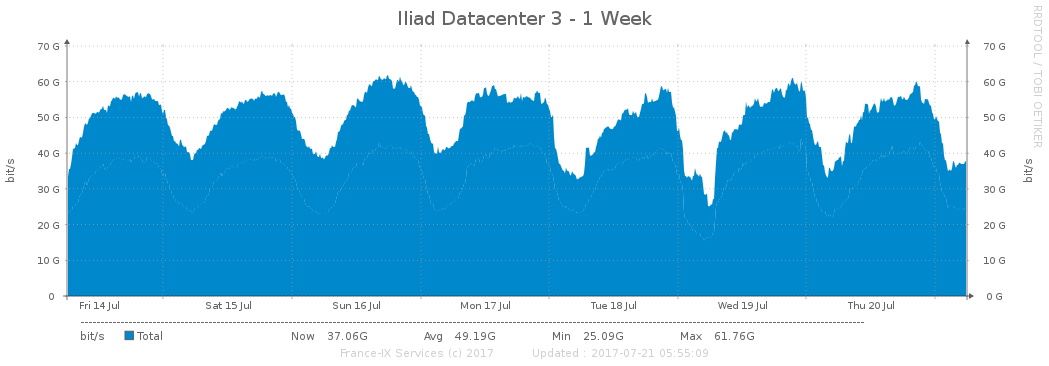 Iliad Datacenter 3 - 1 Week
RRDTOOL / TOBI OETIKER
70 G 70 G
60 G 60 G
50 G 50 G
40 G 40 G
30 G 30 G
20 G 20 G
10 G 10 G
0 0 G
bit/s
bit/s
Fri 14 Jul Sat 15 Jul Sun 16 Jul Mon 17 Jul Tue 18 Jul Wed 19 Jul Thu 20 Jul
bit/s Total Now 37.06G Avg 49.19G Min 25.09G Max 61.76G
France-IX Services (c) 2017 Updated : 2017-07-21 05:55:09